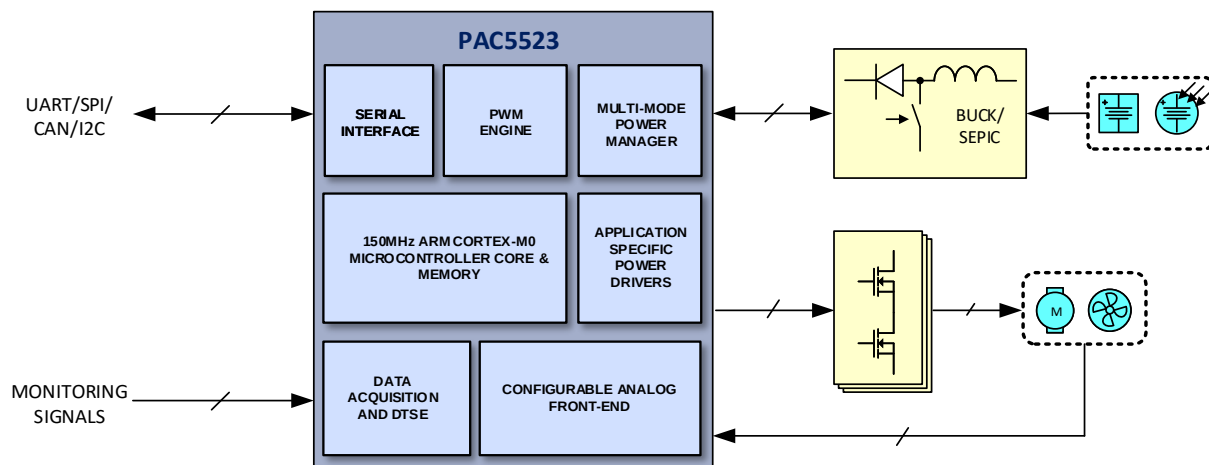 PAC5523
UART/SPI/
CAN/I2C
SERIAL
INTERFACE
PWM
ENGINE
MULTI-MODE
POWER
MANAGER
BUCK/
SEPIC
150MHz ARM CORTEX-M0
MICROCONTROLLER CORE &
MEMORY
APPLICATION
SPECIFIC
POWER
DRIVERS
M
MONITORING
SIGNALS
DATA
ACQUISITION
AND DTSE
CONFIGURABLE ANALOG
FRONT-END